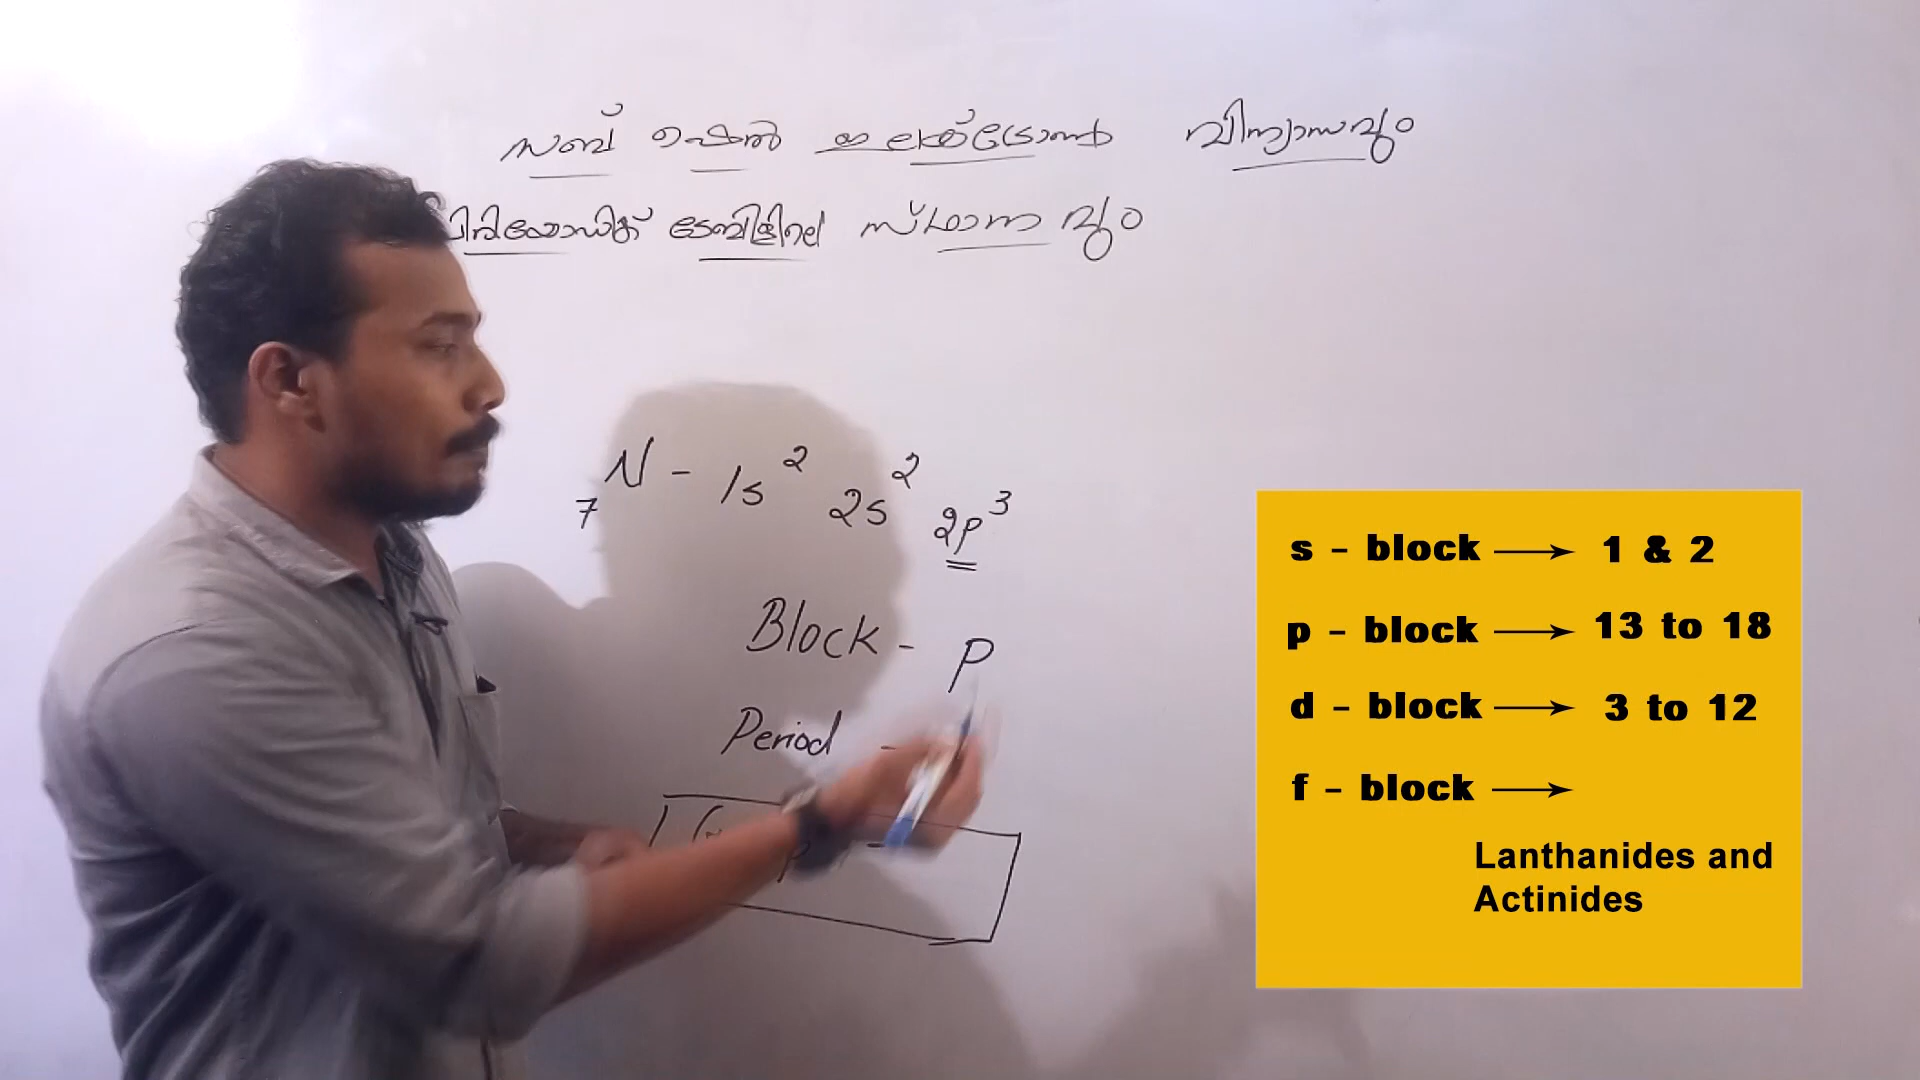 സബ് ഷെൽ ഇലക്ട്രോൺ വിന്യാസവും
പിരിയോഡിക് ടേബിളിലെ സ്ഥാനവും
₇N - 1s² 2s² 2p³
Block - P
Period -
s - block ⟶ 1 & 2
p - block ⟶ 13 to 18
d - block ⟶ 3 to 12
f - block ⟶
Lanthanides and
Actinides